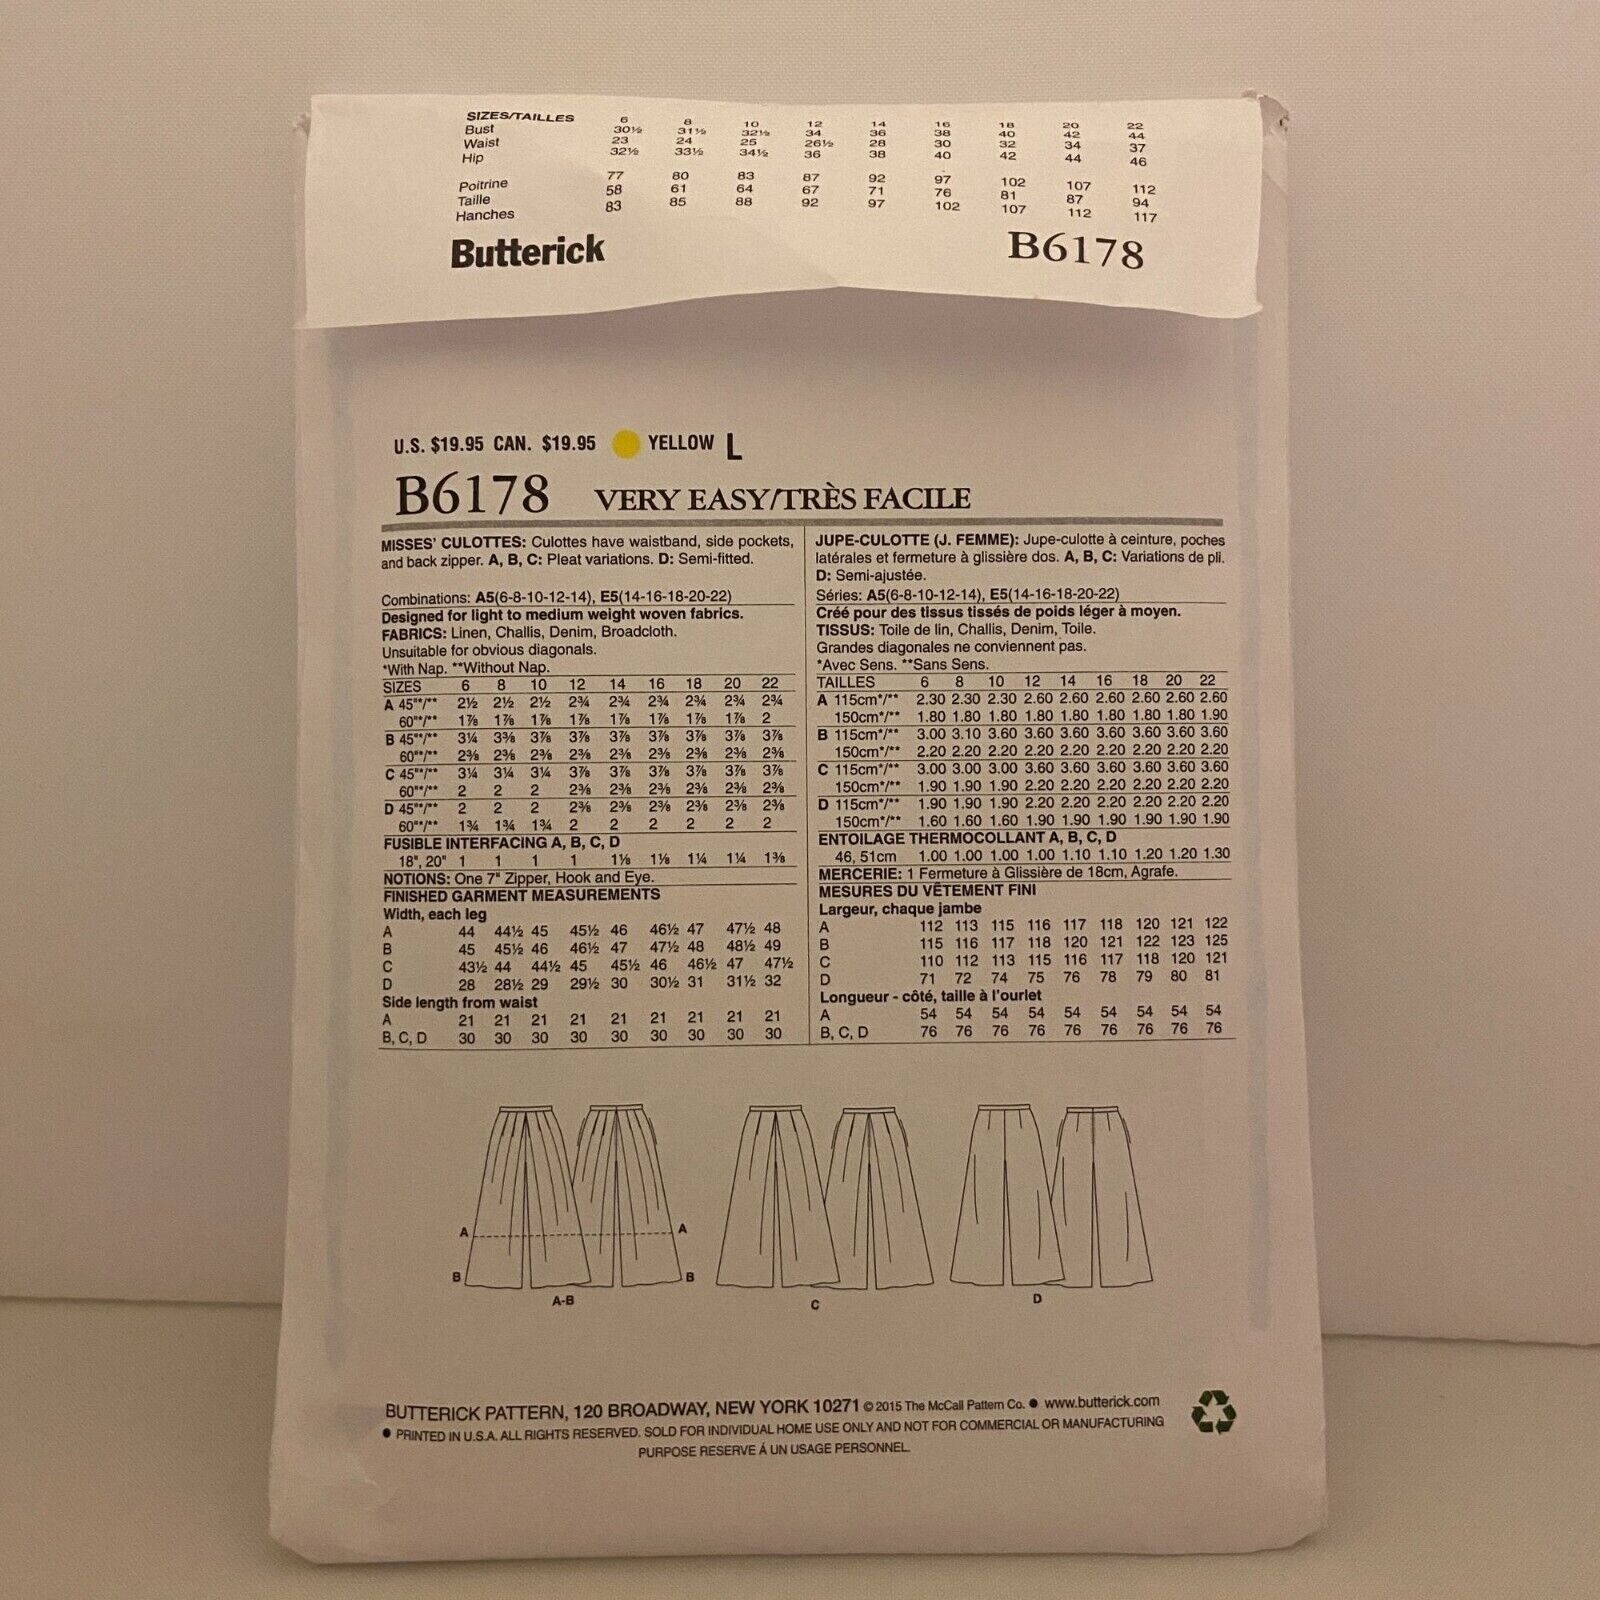 SIZES/TAILLES 6 8 10 12 14 16 18 20 22
Bust 30½ 31½ 32½ 34 36 38 40 42 44
Waist 23 24 25 26½ 28 30 32 34 37
Hip 32½ 33½ 34½ 36 38 40 42 44 46
Poitrine 77 80 83 87 92 97 102 107 112
Taille 58 61 64 67 71 76 81 87 94
Hanches 83 85 88 92 97 102 107 112 117
Butterick B6178
U.S. $19.95 CAN. $19.95 YELLOW L
B6178 VERY EASY/TRÈS FACILE
MISSES' CULOTTES: Culottes have waistband, side pockets,
and back zipper. A, B, C: Pleat variations. D: Semi-fitted.
Combinations: A5(6-8-10-12-14), E5(14-16-18-20-22)
Designed for light to medium weight woven fabrics.
FABRICS: Linen, Challis, Denim, Broadcloth.
Unsuitable for obvious diagonals.
*With Nap. **Without Nap.
SIZES 6 8 10 12 14 16 18 20 22
A 45"*/** 2½ 2½ 2½ 2¾ 2¾ 2¾ 2¾ 2¾ 2¾
60"*/** 1⅞ 1⅞ 1⅞ 1⅞ 1⅞ 1⅞ 1⅞ 1⅞ 2
B 45"*/** 3¼ 3⅜ 3⅞ 3⅞ 3⅞ 3⅞ 3⅞ 3⅞ 3⅞
60"*/** 2⅜ 2⅜ 2⅜ 2⅜ 2⅜ 2⅜ 2⅜ 2⅜ 2⅜
C 45"*/** 3¼ 3¼ 3¼ 3⅞ 3⅞ 3⅞ 3⅞ 3⅞ 3⅞
60"*/** 2 2 2 2⅜ 2⅜ 2⅜ 2⅜ 2⅜ 2⅜
D 45"*/** 2 2 2 2⅜ 2⅜ 2⅜ 2⅜ 2⅜ 2⅜
60"*/** 1¾ 1¾ 1¾ 2 2 2 2 2 2
FUSIBLE INTERFACING A, B, C, D
18", 20" 1 1 1 1 1⅛ 1⅛ 1¼ 1¼ 1⅜
NOTIONS: One 7" Zipper, Hook and Eye.
FINISHED GARMENT MEASUREMENTS
Width, each leg
A 44 44½ 45 45½ 46 46½ 47 47½ 48
B 45 45½ 46 46½ 47 47½ 48 48½ 49
C 43½ 44 44½ 45 45½ 46 46½ 47 47½
D 28 28½ 29 29½ 30 30½ 31 31½ 32
Side length from waist
A 21 21 21 21 21 21 21 21 21
B, C, D 30 30 30 30 30 30 30 30 30
JUPE-CULOTTE (J. FEMME): Jupe-culotte à ceinture, poches
latérales et fermeture à glissière dos. A, B, C: Variations de pli.
D: Semi-ajustée.
Séries: A5(6-8-10-12-14), E5(14-16-18-20-22)
Créé pour des tissus tissés de poids léger à moyen.
TISSUS: Toile de lin, Challis, Denim, Toile.
Grandes diagonales ne conviennent pas.
*Avec Sens. **Sans Sens.
TAILLES 6 8 10 12 14 16 18 20 22
A 115cm*/** 2.30 2.30 2.30 2.60 2.60 2.60 2.60 2.60 2.60
150cm*/** 1.80 1.80 1.80 1.80 1.80 1.80 1.80 1.80 1.90
B 115cm*/** 3.00 3.10 3.60 3.60 3.60 3.60 3.60 3.60 3.60
150cm*/** 2.20 2.20 2.20 2.20 2.20 2.20 2.20 2.20 2.20
C 115cm*/** 3.00 3.00 3.00 3.60 3.60 3.60 3.60 3.60 3.60
150cm*/** 1.90 1.90 1.90 2.20 2.20 2.20 2.20 2.20 2.20
D 115cm*/** 1.90 1.90 1.90 2.20 2.20 2.20 2.20 2.20 2.20
150cm*/** 1.60 1.60 1.60 1.90 1.90 1.90 1.90 1.90 1.90
ENTOILAGE THERMOCOLLANT A, B, C, D
46, 51cm 1.00 1.00 1.00 1.00 1.10 1.10 1.20 1.20 1.30
MERCERIE: 1 Fermeture à Glissière de 18cm, Agrafe.
MESURES DU VÊTEMENT FINI
Largeur, chaque jambe
A 112 113 115 116 117 118 120 121 122
B 115 116 117 118 120 121 122 123 125
C 110 112 113 115 116 117 118 120 121
D 71 72 74 75 76 78 79 80 81
Longueur - côté, taille à l'ourlet
A 54 54 54 54 54 54 54 54 54
B, C, D 76 76 76 76 76 76 76 76 76
A A
B B
A-B C D
BUTTERICK PATTERN, 120 BROADWAY, NEW YORK 10271 © 2015 The McCall Pattern Co. ● www.butterick.com
● PRINTED IN U.S.A. ALL RIGHTS RESERVED. SOLD FOR INDIVIDUAL HOME USE ONLY AND NOT FOR COMMERCIAL OR MANUFACTURING
PURPOSE RESERVE Á UN USAGE PERSONNEL.